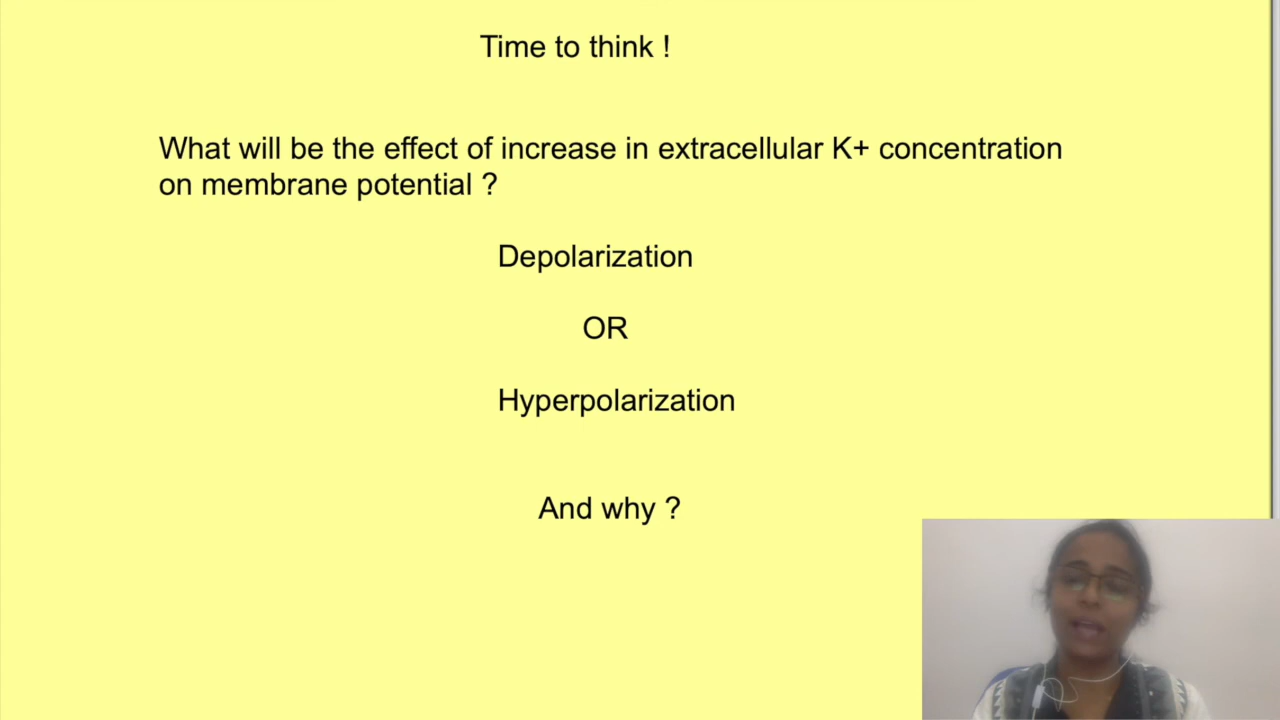 Time to think !
What will be the effect of increase in extracellular K+ concentration
on membrane potential ?
Depolarization
OR
Hyperpolarization
And why ?